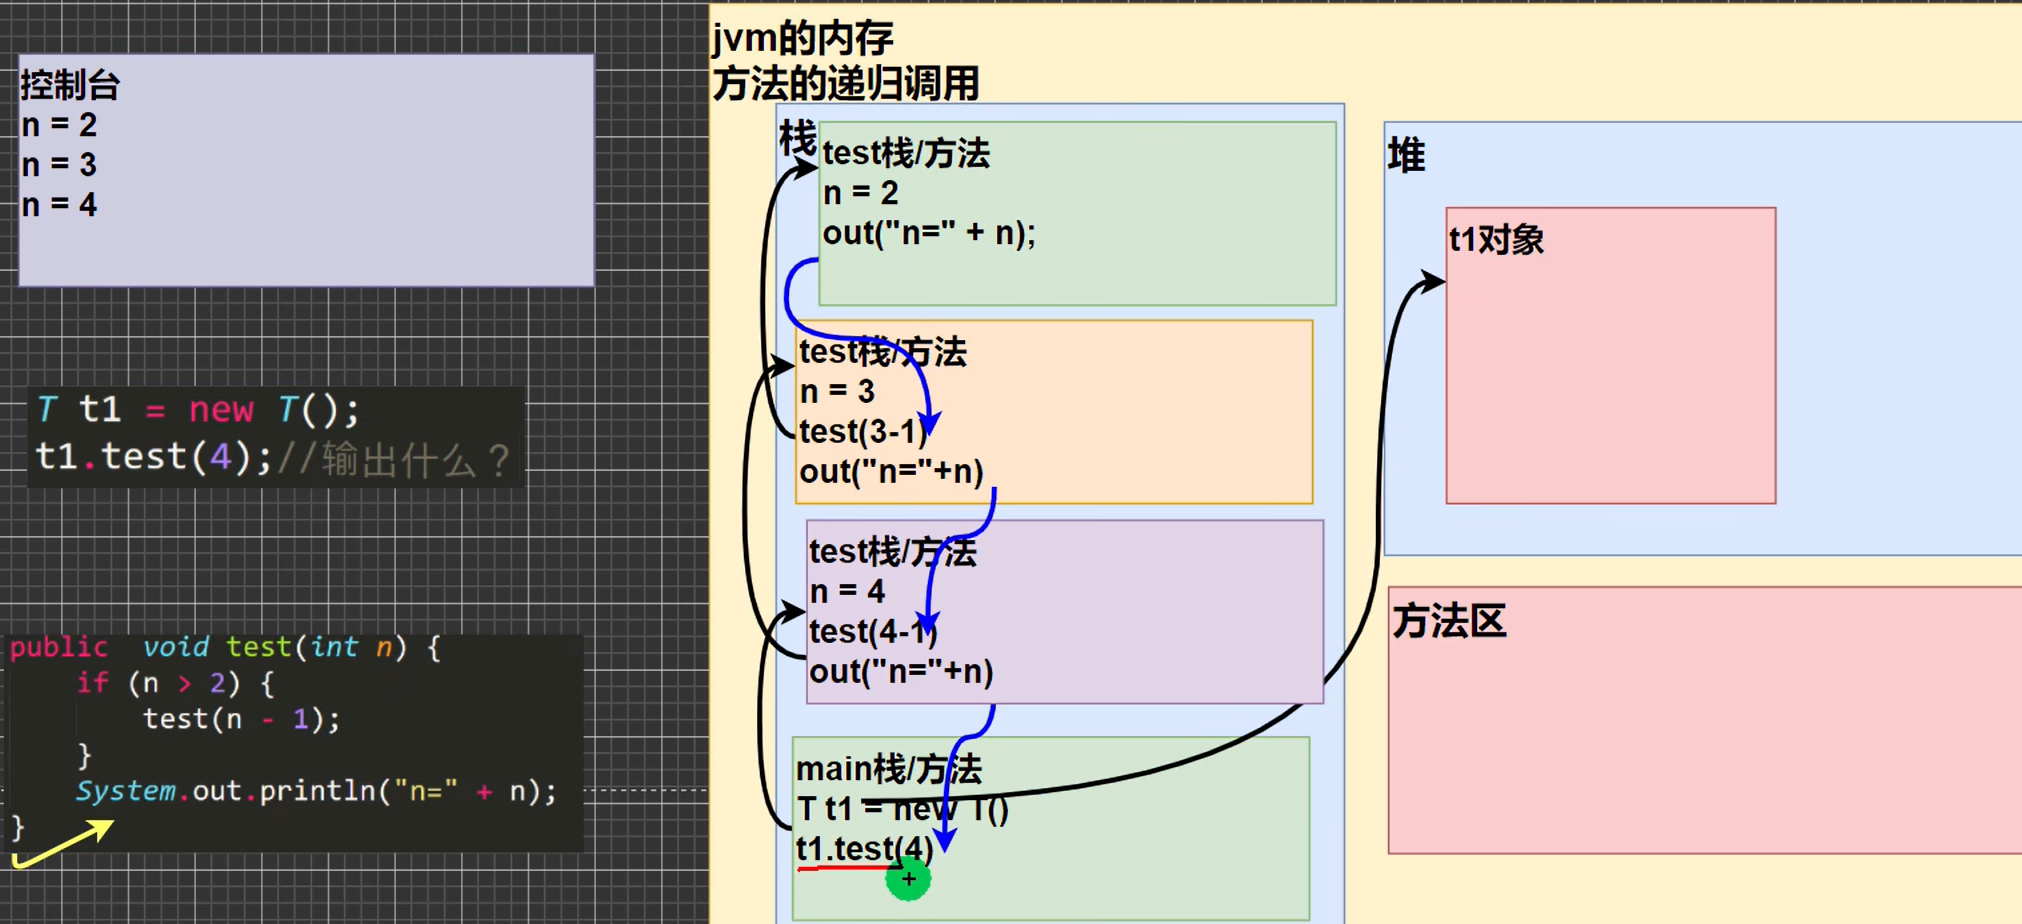 控制台
n = 2
n = 3
n = 4
T t1 = new T();
t1.test(4);//输出什么？
public  void test(int n) {
    if (n > 2) {
        test(n - 1);
    }
    System.out.println("n=" + n);
}
jvm的内存
方法的递归调用
栈
test栈/方法
n = 2
out("n=" + n);
test栈/方法
n = 3
test(3-1)
out("n="+n)
test栈/方法
n = 4
test(4-1)
out("n="+n)
main栈/方法
T t1 = new T()
t1.test(4)
堆
t1对象
方法区